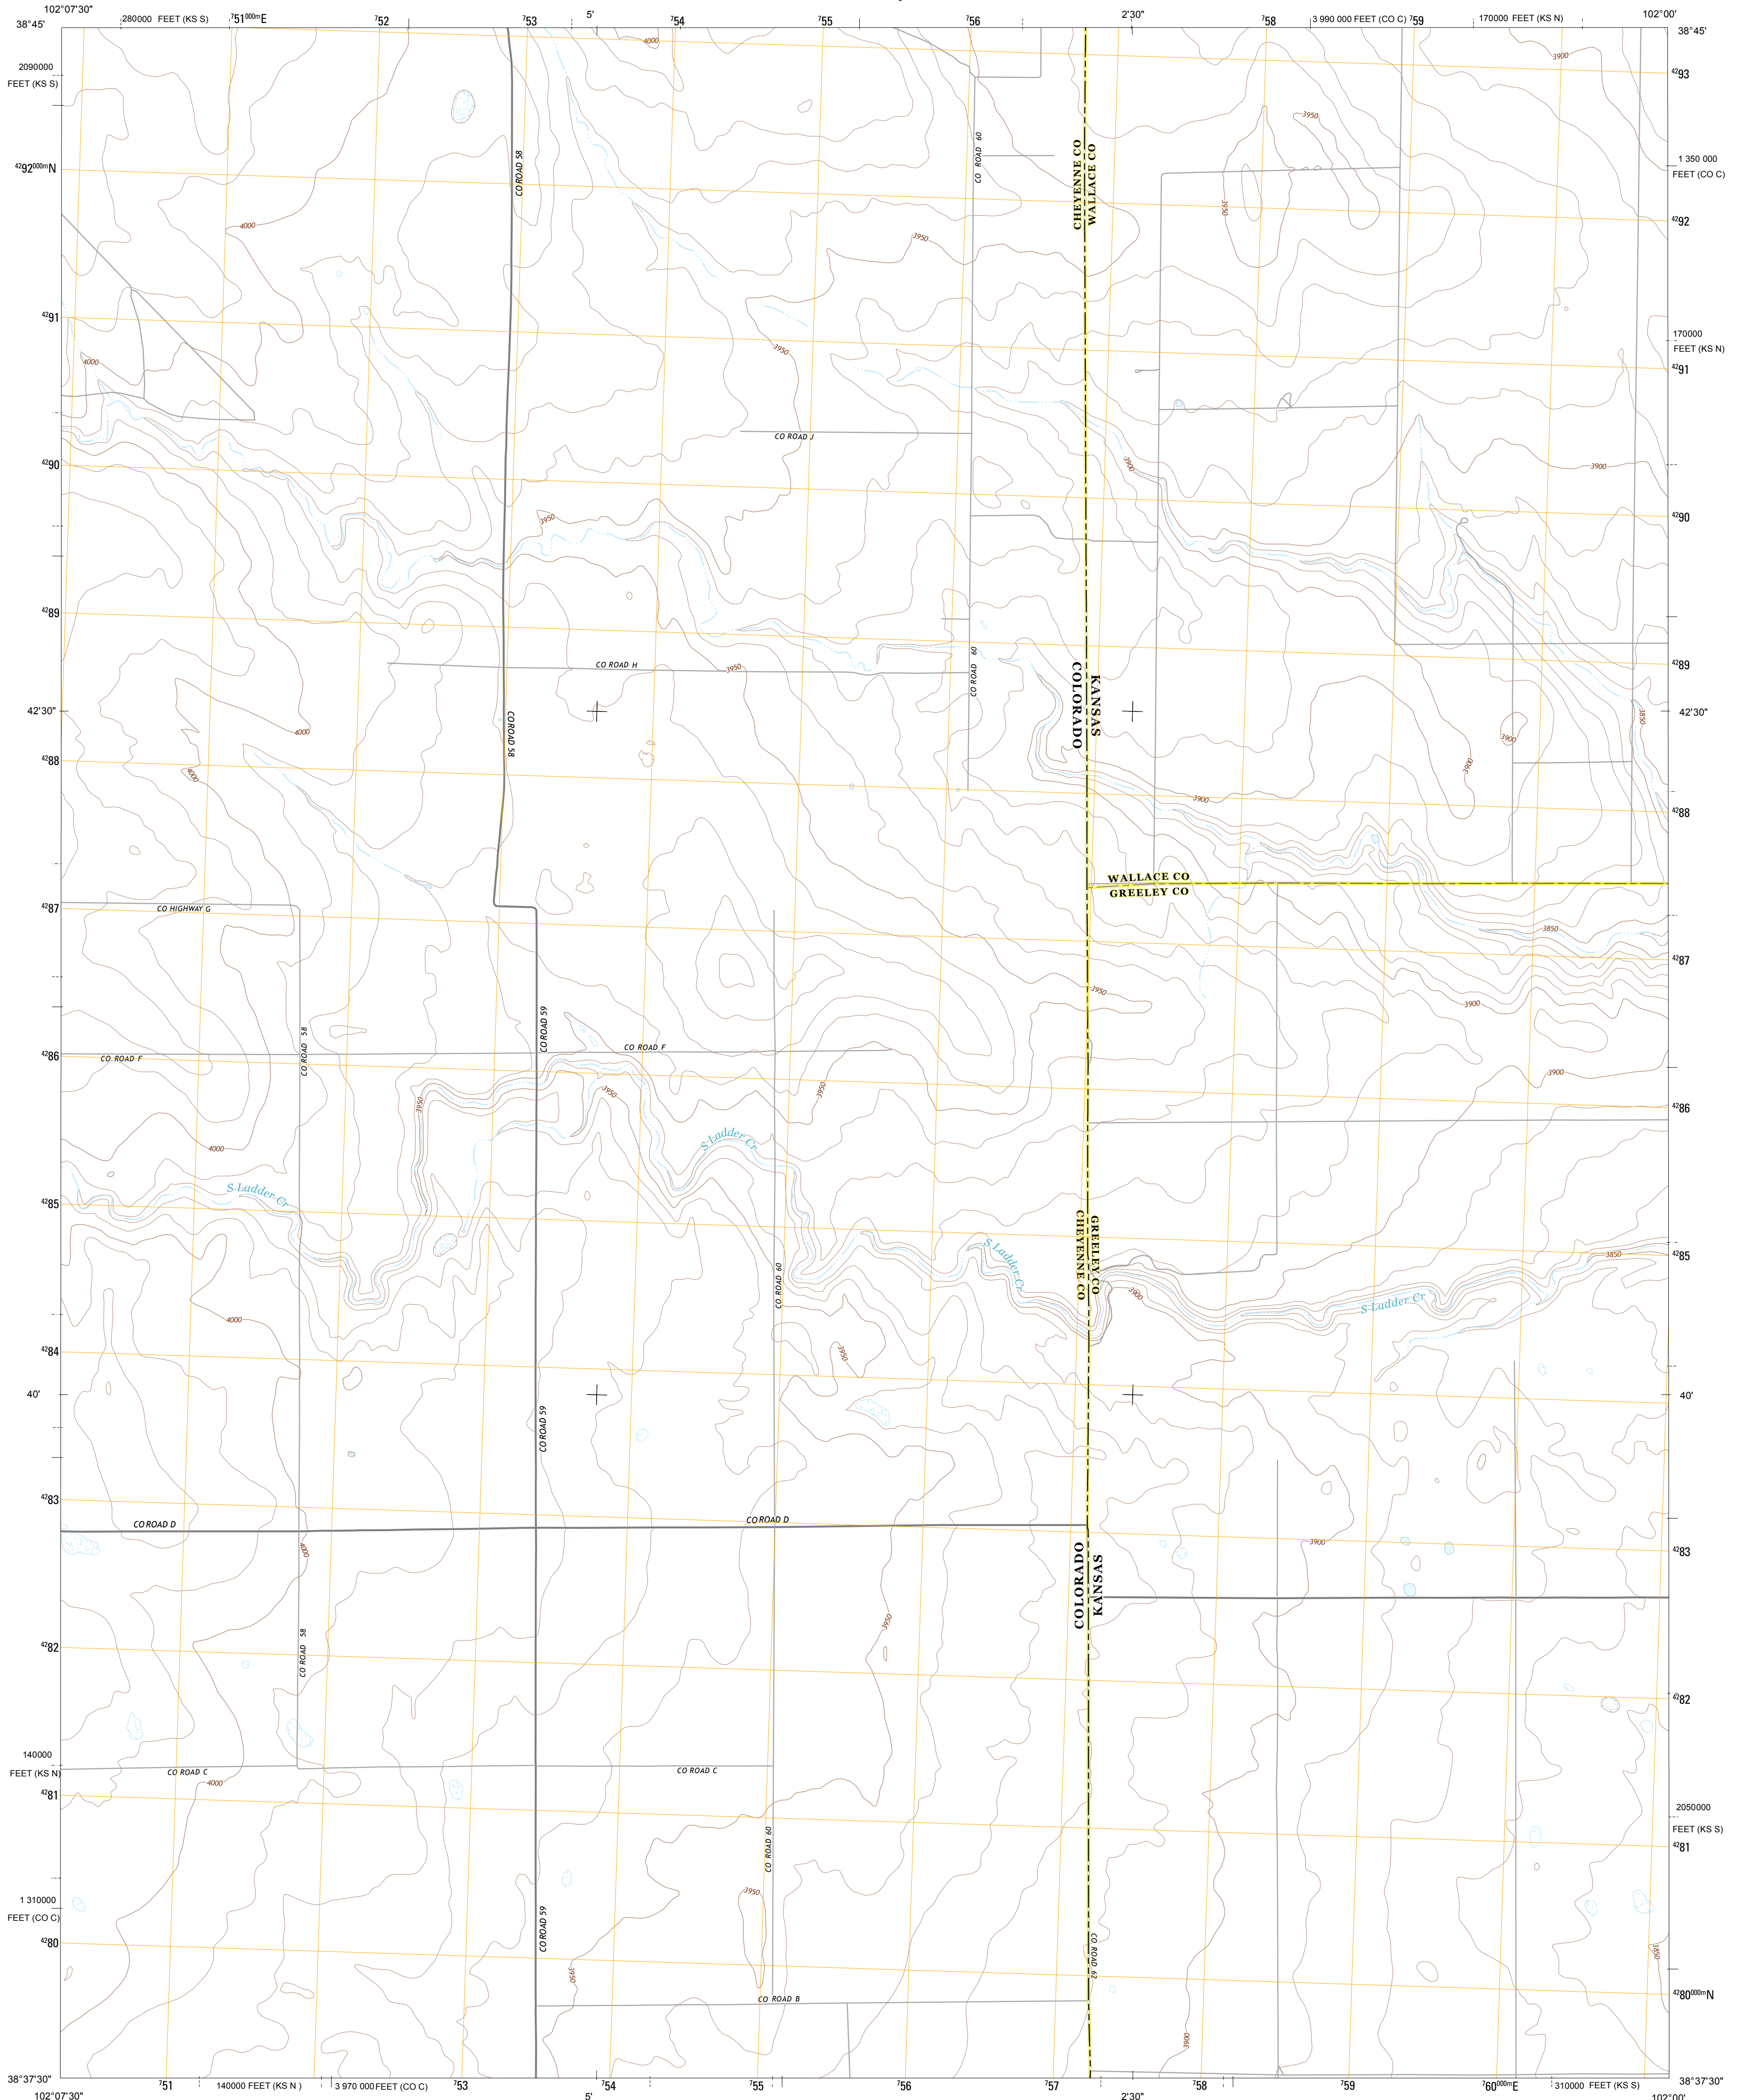 102°07'30"
280000 FEET (KS S)
⁷51⁰⁰⁰ᵐE
⁷52
⁷53
5'
⁷54
⁷55
⁷56
2'30"
⁷58
3 990 000 FEET (CO C)
⁷59
170000 FEET (KS N)
102°00'
38°45'
38°45'
4000
3900
2090000
FEET (KS S)
⁴²93
3950
CO ROAD 60
CO ROAD 58
CHEYENNE CO
WALLACE CO
1 350 000
FEET (CO C)
⁴²92⁰⁰⁰ᵐN
3950
⁴²92
4000
3950
⁴²91
170000
FEET (KS N)
3950
4000
⁴²91
CO ROAD J
⁴²90
3900
3900
3950
⁴²90
⁴²89
CO ROAD H
3950
CO ROAD 60
COLORADO
KANSAS
⁴²89
42'30"
42'30"
CO ROAD 58
3850
4000
3900
⁴²88
4000
3900
3900
⁴²88
WALLACE CO
GREELEY CO
CO HIGHWAY G
⁴²87
3850
⁴²87
3950
3900
CO ROAD 59
CO ROAD 58
CO ROAD F
CO ROAD F
⁴²86
3900
3950
3950
3950
⁴²86
S Ladder Cr
4000
S Ladder Cr
⁴²85
CHEYENNE CO
GREELEY CO
S Ladder Cr
3850
⁴²85
CO ROAD 60
3900
S Ladder Cr
4000
⁴²84
3950
40'
40'
CO ROAD 59
⁴²83
CO ROAD D
CO ROAD D
4000
3900
⁴²83
COLORADO
KANSAS
3950
⁴²82
CO ROAD 58
⁴²82
140000
FEET (KS N)
CO ROAD C
CO ROAD C
4000
⁴²81
2050000
FEET (KS S)
⁴²81
CO ROAD 60
3950
1 310000
FEET (CO C)
CO ROAD 59
⁴²80
CO ROAD 62
3850
3950
CO ROAD B
⁴²80⁰⁰⁰ᵐN
3900
38°37'30"
38°37'30"
⁷51
140000 FEET (KS N )
3 970 000FEET (CO C)
⁷53
⁷54
⁷55
⁷56
⁷57
⁷58
⁷59
⁷60⁰⁰⁰ᵐE
310000 FEET (KS S)
102°07'30"
5'
2'30"
102°00'